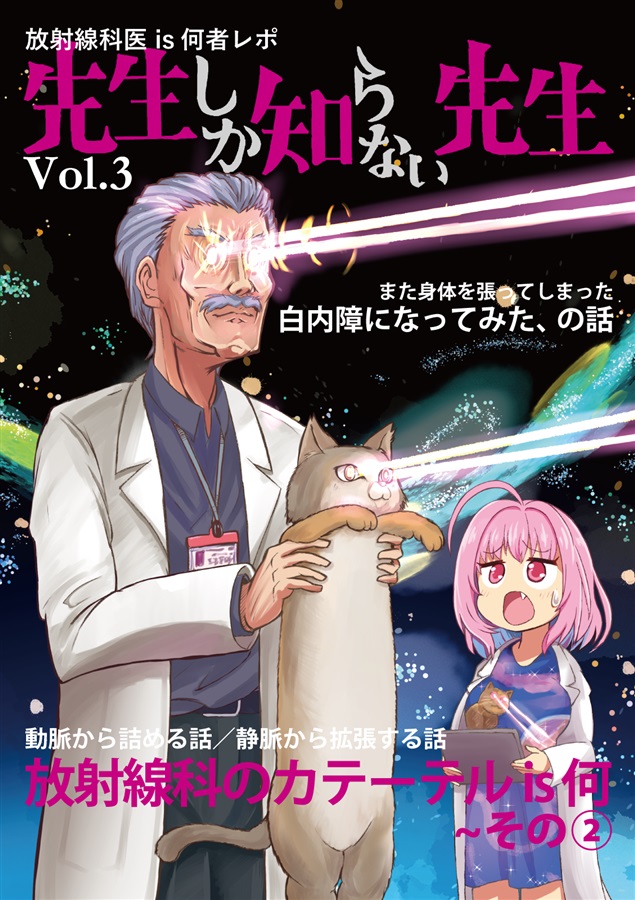 放射線科医 is 何者レポ
先生しか知らない先生
Vol.3
また身体を張ってしまった
白内障になってみた、の話
動脈から詰める話／静脈から拡張する話
放射線科のカテーテル is 何
~その②